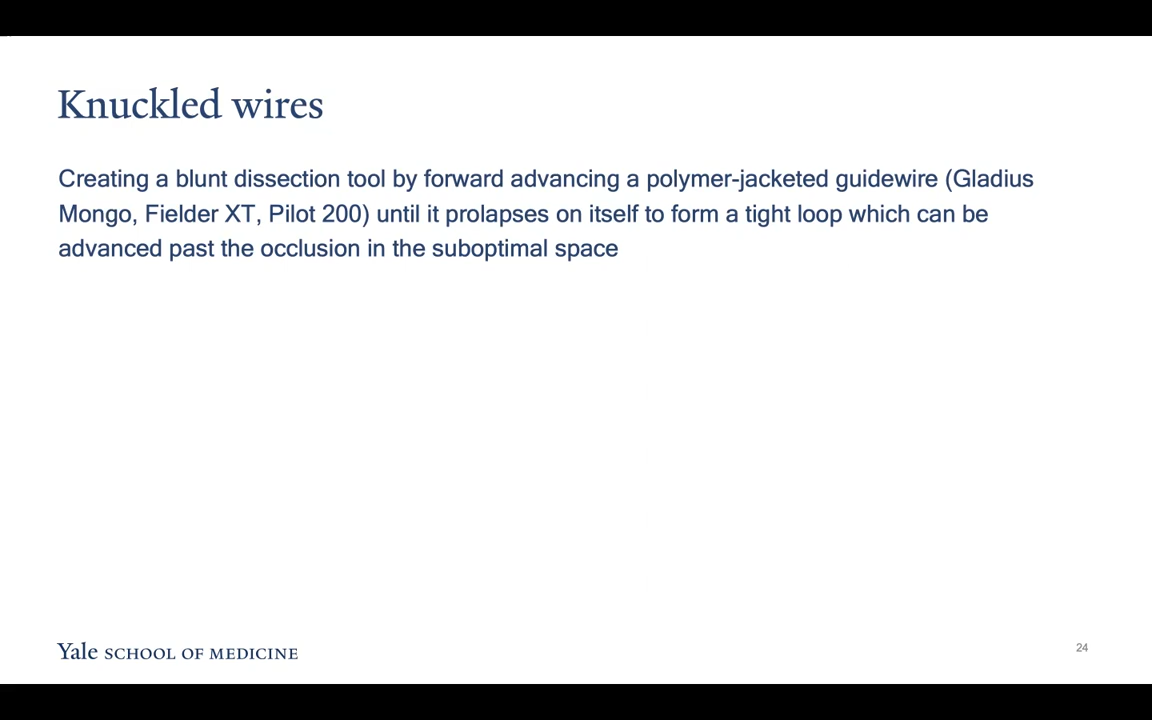 Knuckled wires
Creating a blunt dissection tool by forward advancing a polymer-jacketed guidewire (Gladius
Mongo, Fielder XT, Pilot 200) until it prolapses on itself to form a tight loop which can be
advanced past the occlusion in the suboptimal space
Yale SCHOOL OF MEDICINE
24